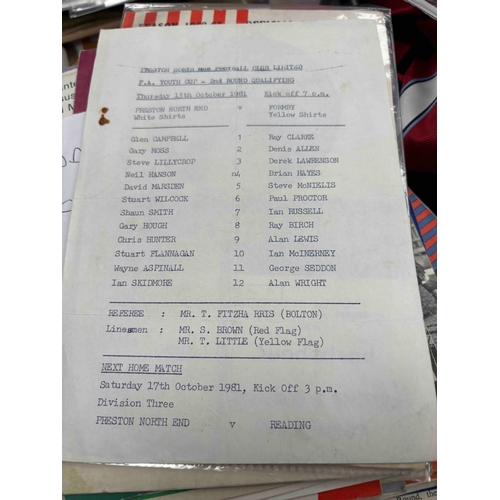 PRESTON NORTH END FOOTBALL CLUB LIMITED
F.A. YOUTH CUP - 2nd ROUND QUALIFYING
Thursday 15th October 1981 Kick off 7 p.m.
PRESTON NORTH END v FORMBY
White Shirts Yellow Shirts
Glen CAMPBELL 1 Ray CLARKE
Gary ROSS 2 Denis ALLEN
Steve LILLYCROP 3 Derek LAWRENSON
Neil HANSON n4 Brian HAYES
David MARSDEN 5 Steve McNIELIS
Stuart WILCOCK 6 Paul PROCTOR
Shaun SMITH 7 Ian RUSSELL
Gary HOUGH 8 Ray BIRCH
Chris HUNTER 9 Alan LEWIS
Stuart FLANNAGAN 10 Ian McINERNEY
Wayne ASPINALL 11 George SEDDON
Ian SKIDMORE 12 Alan WRIGHT
REFEREE : MR. T. FITZHA RRIS (BOLTON)
Linesmen : MR. S. BROWN (Red Flag)
MR. T. LITTLE (Yellow Flag)
NEXT HOME MATCH
Saturday 17th October 1981, Kick Off 3 p.m.
Division Three
PRESTON NORTH END v READING